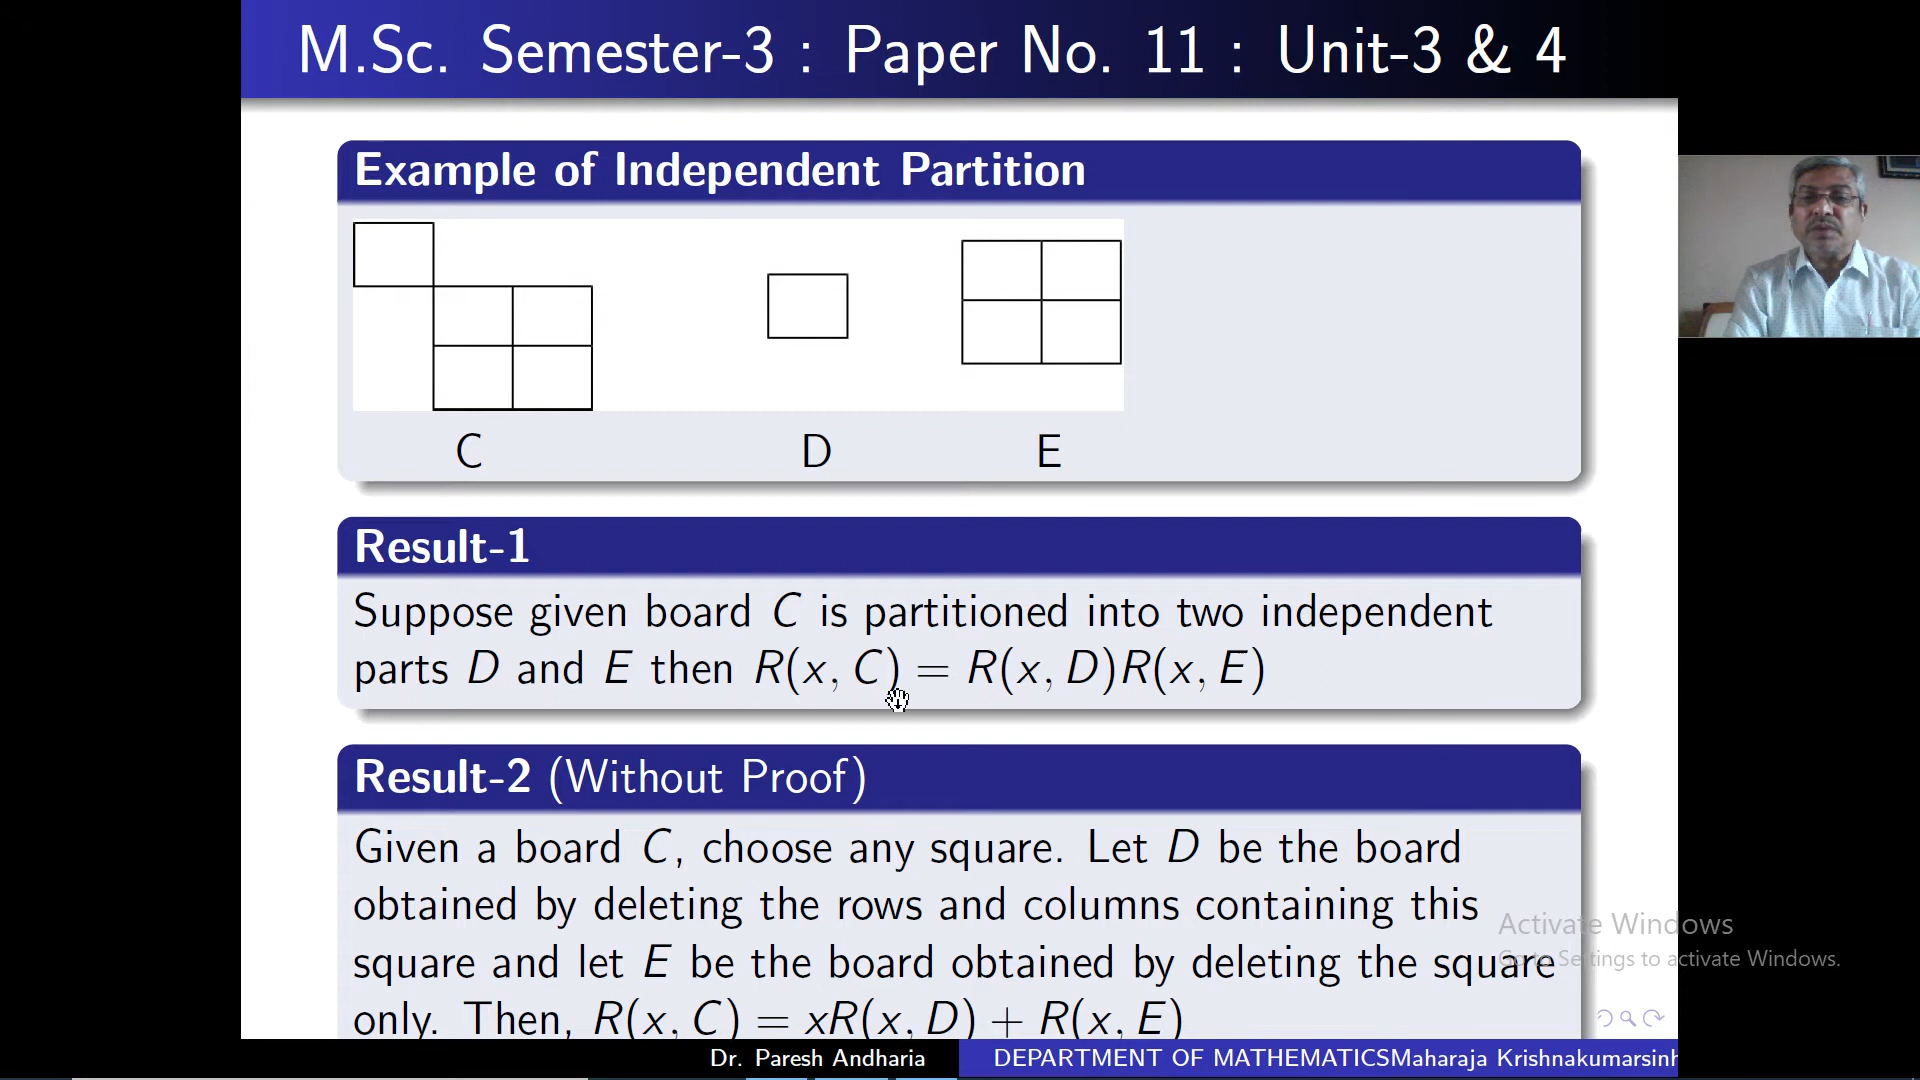 M.Sc. Semester-3 : Paper No. 11 : Unit-3 & 4
Example of Independent Partition
C D E
Result-1
Suppose given board C is partitioned into two independent
parts D and E then R(x, C) = R(x, D)R(x, E)
Result-2 (Without Proof)
Given a board C, choose any square. Let D be the board
obtained by deleting the rows and columns containing this
square and let E be the board obtained by deleting the square
only. Then, R(x, C) = xR(x, D) + R(x, E)
Activate Windows
Go to Settings to activate Windows.
Dr. Paresh Andharia DEPARTMENT OF MATHEMATICSMaharaja Krishnakumarsinh